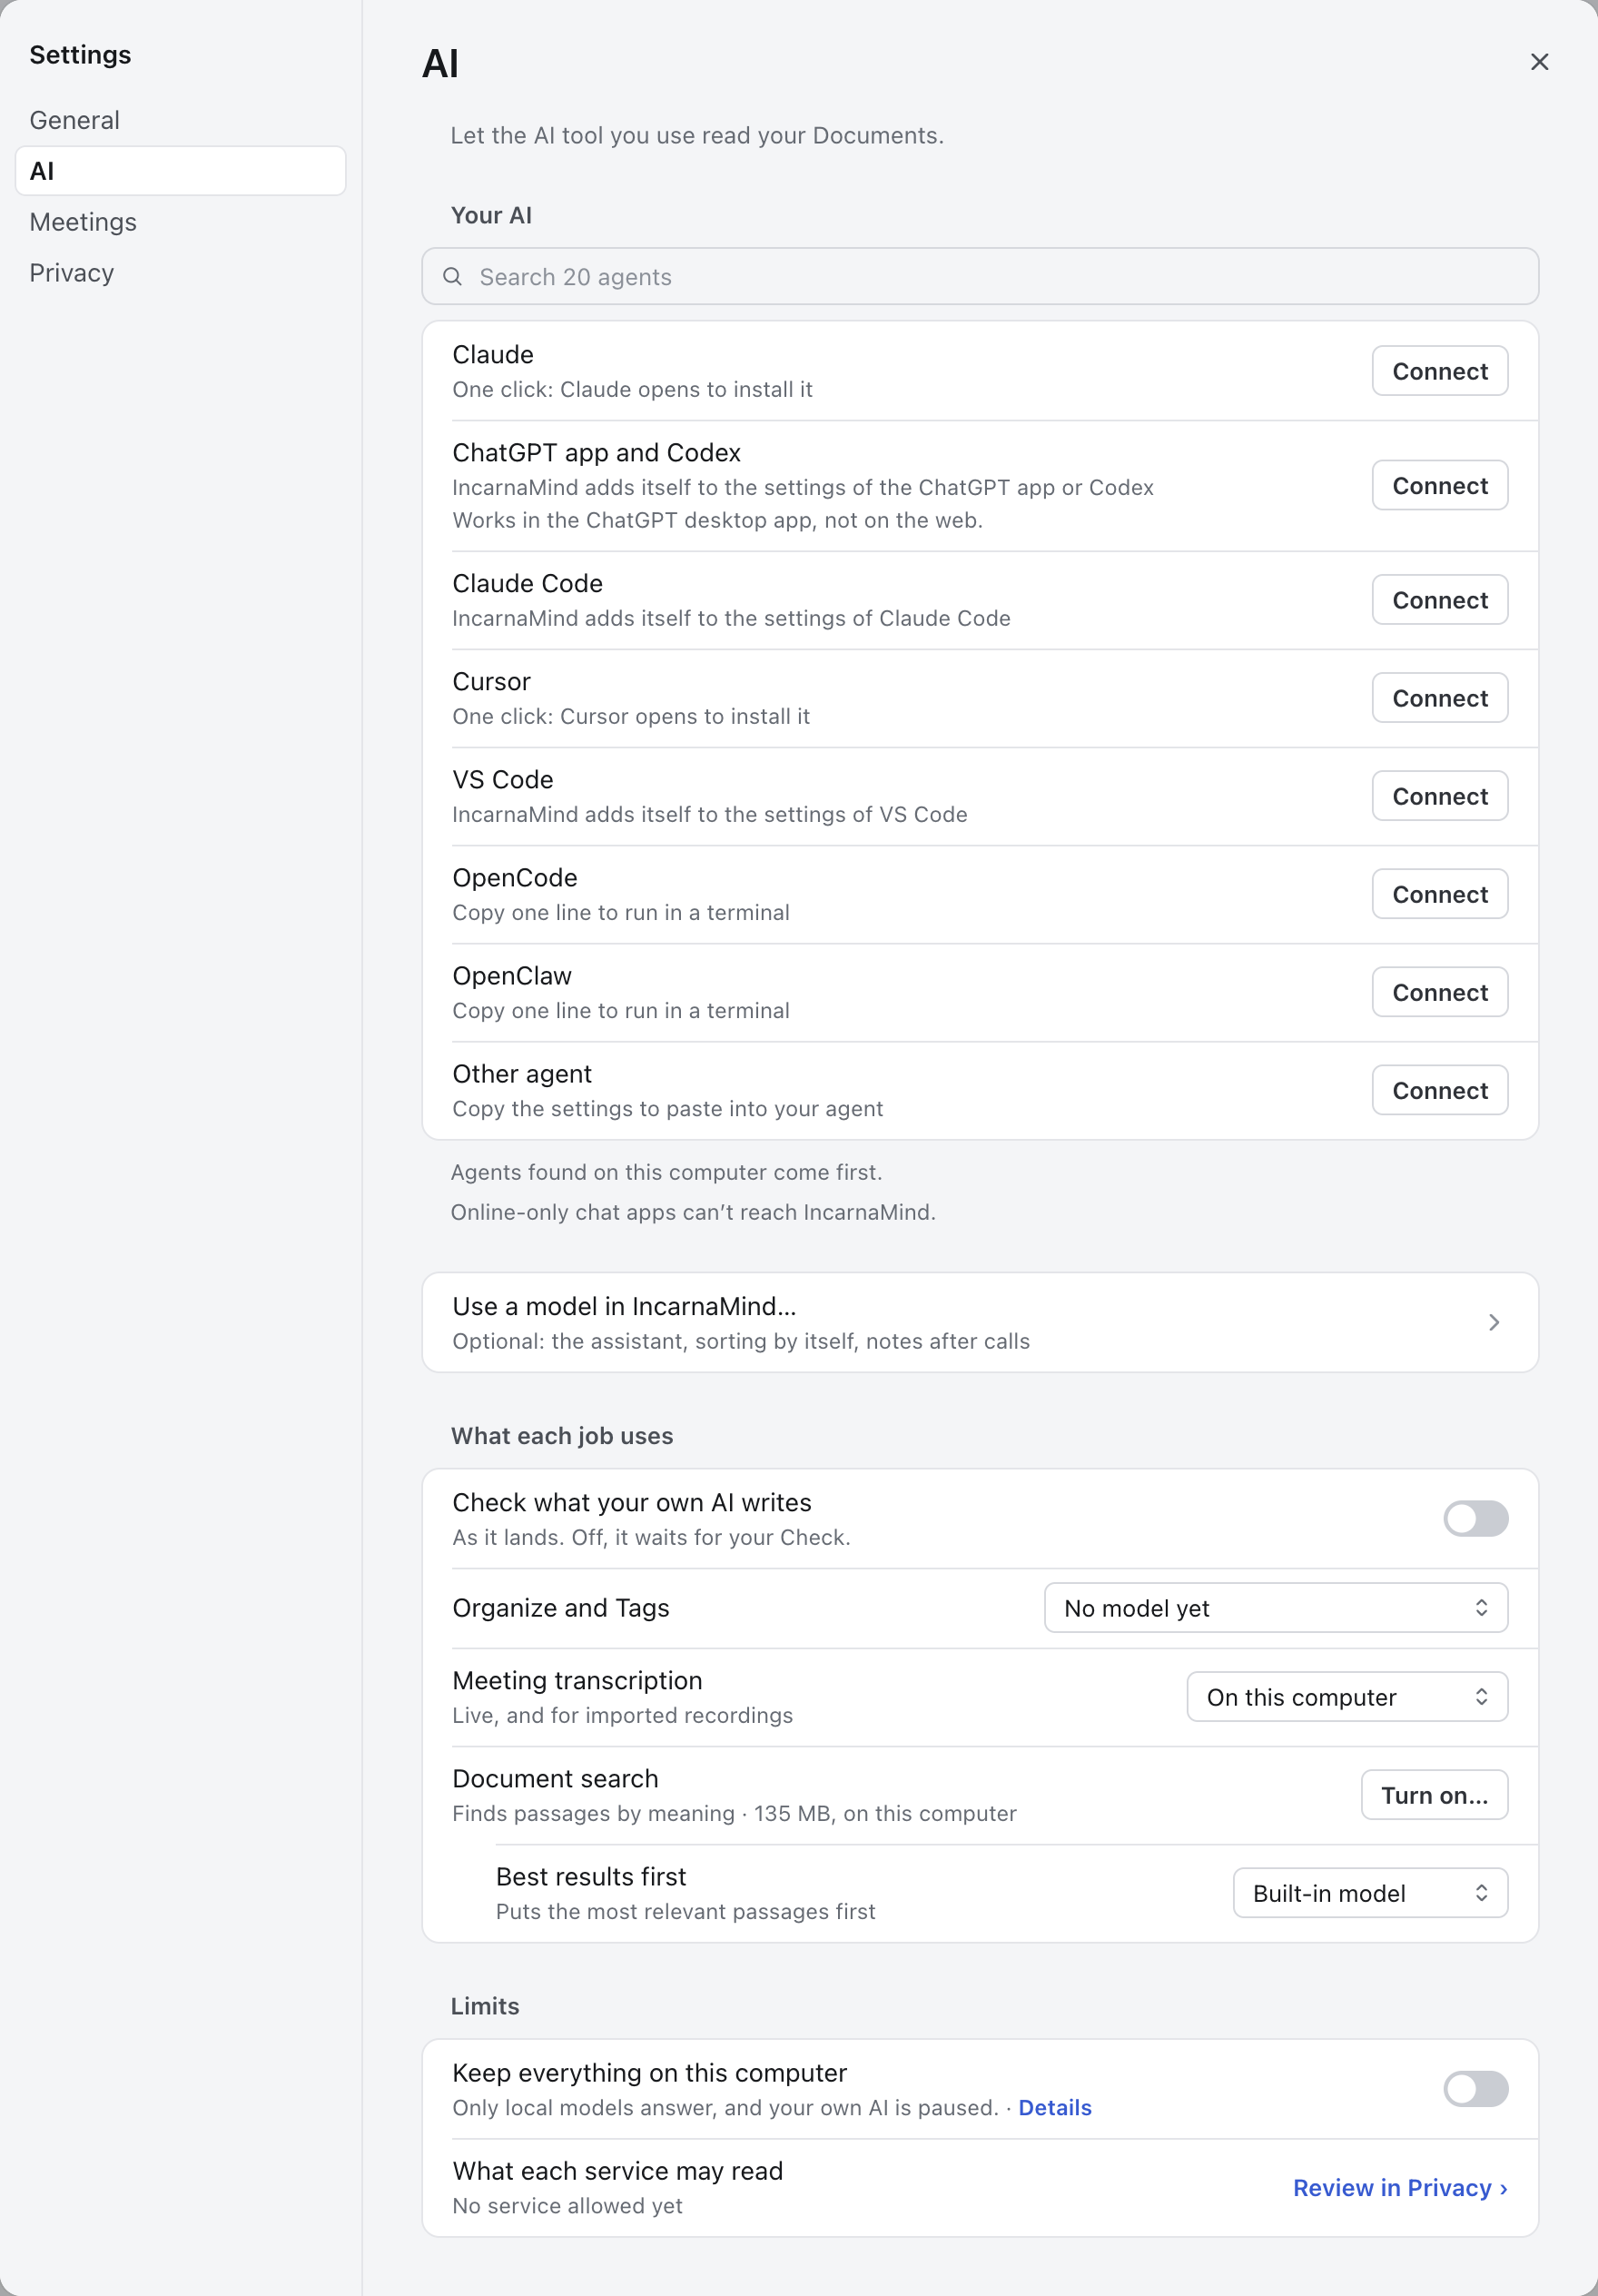 Settings
General
AI
Meetings
Privacy
AI
Let the AI tool you use read your Documents.
Your AI
Search 20 agents
Claude
One click: Claude opens to install it
Connect
ChatGPT app and Codex
IncarnaMind adds itself to the settings of the ChatGPT app or Codex
Works in the ChatGPT desktop app, not on the web.
Connect
Claude Code
IncarnaMind adds itself to the settings of Claude Code
Connect
Cursor
One click: Cursor opens to install it
Connect
VS Code
IncarnaMind adds itself to the settings of VS Code
Connect
OpenCode
Copy one line to run in a terminal
Connect
OpenClaw
Copy one line to run in a terminal
Connect
Other agent
Copy the settings to paste into your agent
Connect
Agents found on this computer come first.
Online-only chat apps can’t reach IncarnaMind.
Use a model in IncarnaMind…
Optional: the assistant, sorting by itself, notes after calls
What each job uses
Check what your own AI writes
As it lands. Off, it waits for your Check.
Organize and Tags
No model yet
Meeting transcription
Live, and for imported recordings
On this computer
Document search
Finds passages by meaning · 135 MB, on this computer
Turn on…
Best results first
Puts the most relevant passages first
Built-in model
Limits
Keep everything on this computer
Only local models answer, and your own AI is paused. · Details
What each service may read
No service allowed yet
Review in Privacy ›